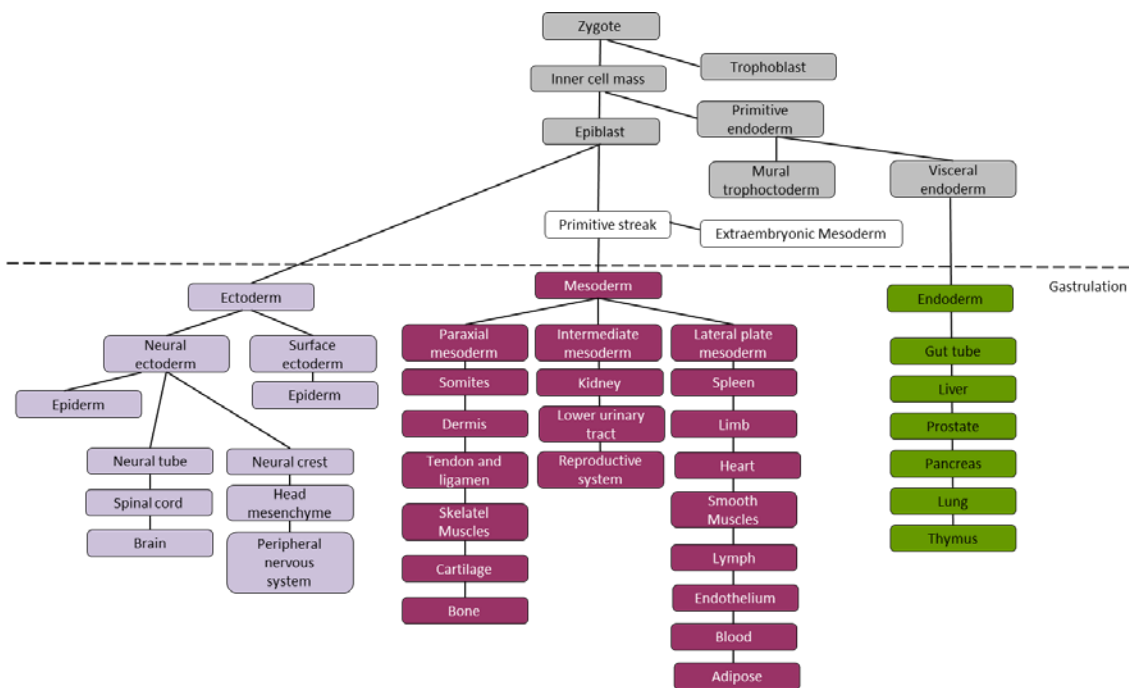 Zygote
Trophoblast
Inner cell mass
Primitive
endoderm
Epiblast
Mural
trophoctoderm
Visceral
endoderm
Primitive streak
Extraembryonic Mesoderm
Gastrulation
Ectoderm
Mesoderm
Endoderm
Neural
ectoderm
Surface
ectoderm
Epiderm
Epiderm
Neural tube
Spinal cord
Brain
Neural crest
Head
mesenchyme
Peripheral
nervous
system
Paraxial
mesoderm
Somites
Dermis
Tendon and
ligamen
Skelatel
Muscles
Cartilage
Bone
Intermediate
mesoderm
Kidney
Lower urinary
tract
Reproductive
system
Lateral plate
mesoderm
Spleen
Limb
Heart
Smooth
Muscles
Lymph
Endothelium
Blood
Adipose
Gut tube
Liver
Prostate
Pancreas
Lung
Thymus